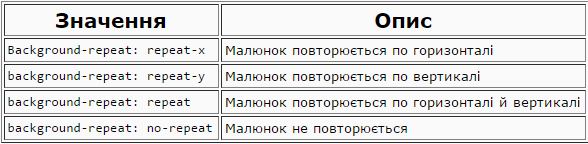 Значення Опис
Background-repeat: repeat-x Малюнок повторюється по горизонталі
Background-repeat: repeat-y Малюнок повторюється по вертикалі
background-repeat: repeat Малюнок повторюється по горизонталі й вертикалі
background-repeat: no-repeat Малюнок не повторюється